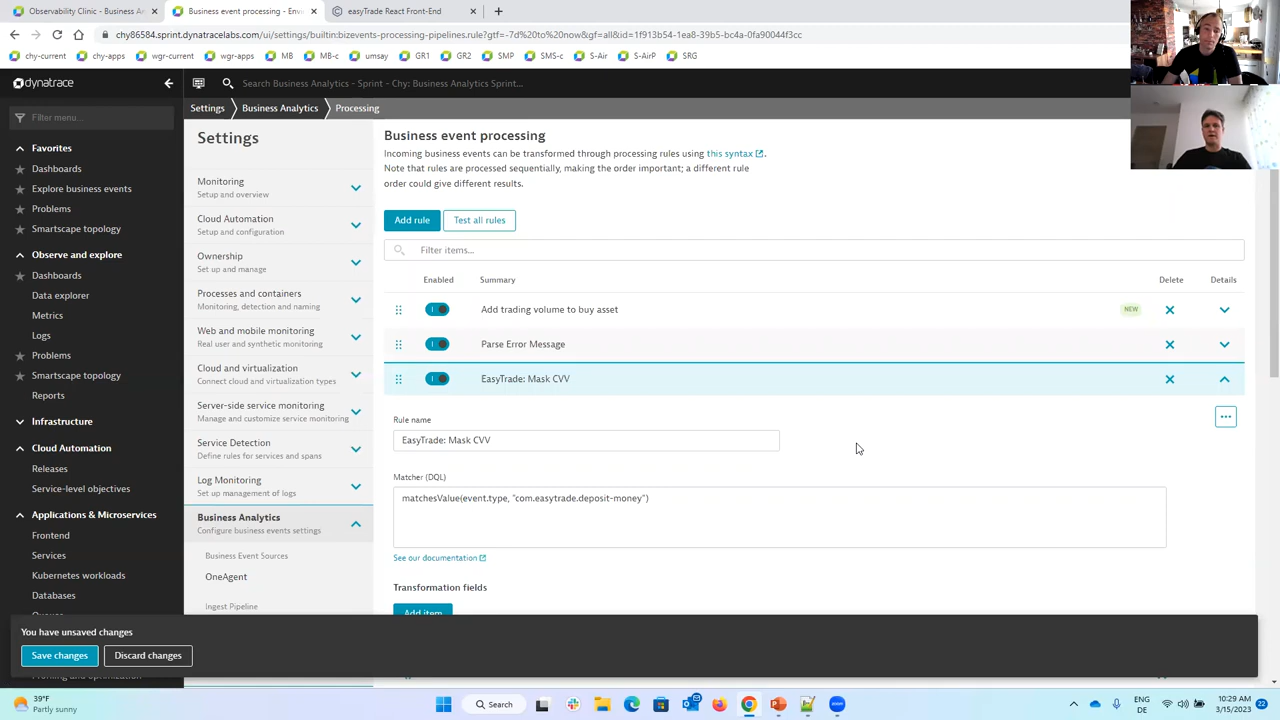 Observability Clinic - Business A
Business event processing - Envi
easyTrade React Front-End
chy86584.sprint.dynatracelabs.com/ui/settings/builtinbizevents-processing-pipelines.rule?gtf=-7d%20to%20now&gf=all&id=1f913b54-1ea8-39b5-bc4a-0fa90044f3cc
chy-current
chy-apps
wgr-current
wgr-apps
MB
MB-c
umsay
GR1
GR2
SMP
S-Air
S-AirP
SRG
dynatrace
Search Business Analytics - Sprint - Chy: Business Analytics Sprint...
Filter menu...
Settings
Business Analytics
Processing
Favorites
Dashboards
Explore business events
Problems
Smartscape topology
Observe and explore
Dashboards
Data explorer
Metrics
Logs
Problems
Smartscape topology
Reports
Infrastructure
Cloud Automation
Releases
Service-level objectives
Applications & Microservices
Frontend
Services
Kubernetes workloads
Databases
Queues
Profiling and optimization
Settings
Monitoring
Setup and overview
Cloud Automation
Setup and configuration
Ownership
Set up and manage
Processes and containers
Monitoring, detection and naming
Web and mobile monitoring
Real user and synthetic monitoring
Cloud and virtualization
Connect cloud and virtualization types
Server-side service monitoring
Manage and customize service monitoring
Service Detection
Define rules for services and spans
Log Monitoring
Set up management of logs
Business Analytics
Configure business events settings
Business Event Sources
OneAgent
Ingest Pipeline
Business event processing
Incoming business events can be transformed through processing rules using this syntax.
Note that rules are processed sequentially, making the order important; a different rule
order could give different results.
Add rule
Test all rules
Filter items...
Enabled
Summary
Delete
Details
Add trading volume to buy asset
NEW
Parse Error Message
EasyTrade: Mask CVV
Rule name
EasyTrade: Mask CVV
Matcher (DQL)
matchesValue(event.type, "com.easytrade.deposit-money")
See our documentation
Transformation fields
Add item
You have unsaved changes
Save changes
Discard changes
39°F
Partly sunny
Search
ENG
DE
10:29 AM
3/15/2023
22